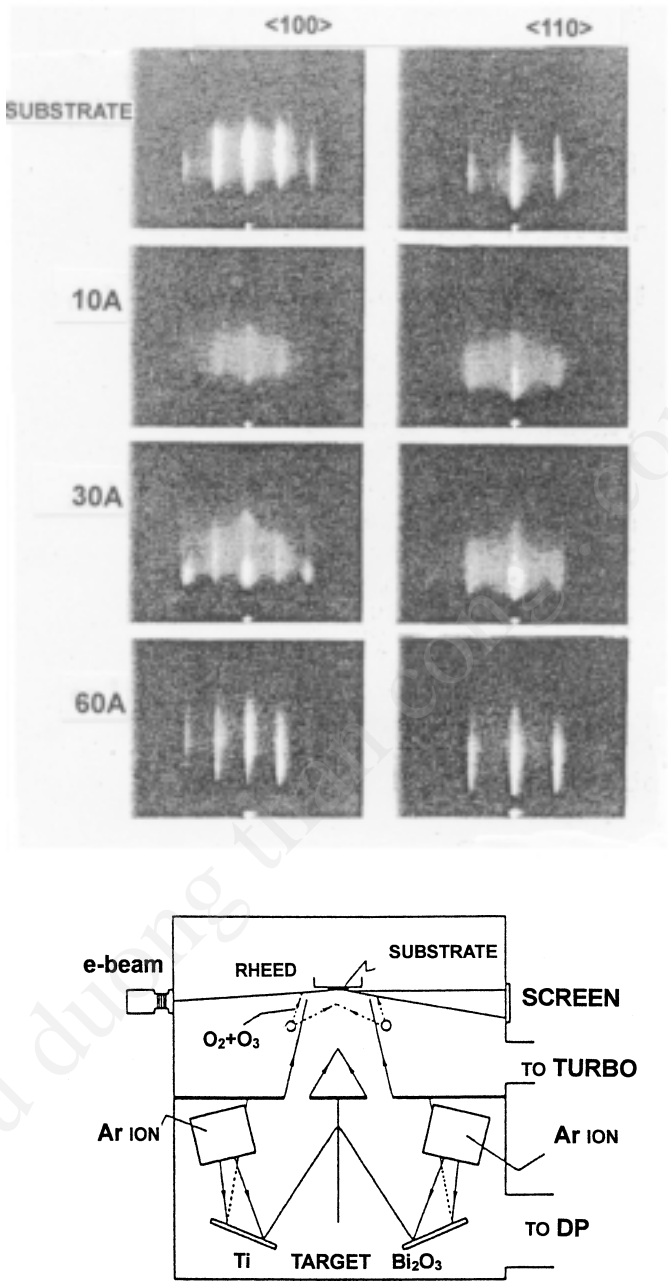 <100> <110>
SUBSTRATE
10A
30A
60A
e-beam
RHEED
SUBSTRATE
SCREEN
O₂+O₃
TO TURBO
Ar ION
Ar ION
TO DP
Ti
TARGET
Bi₂O₃